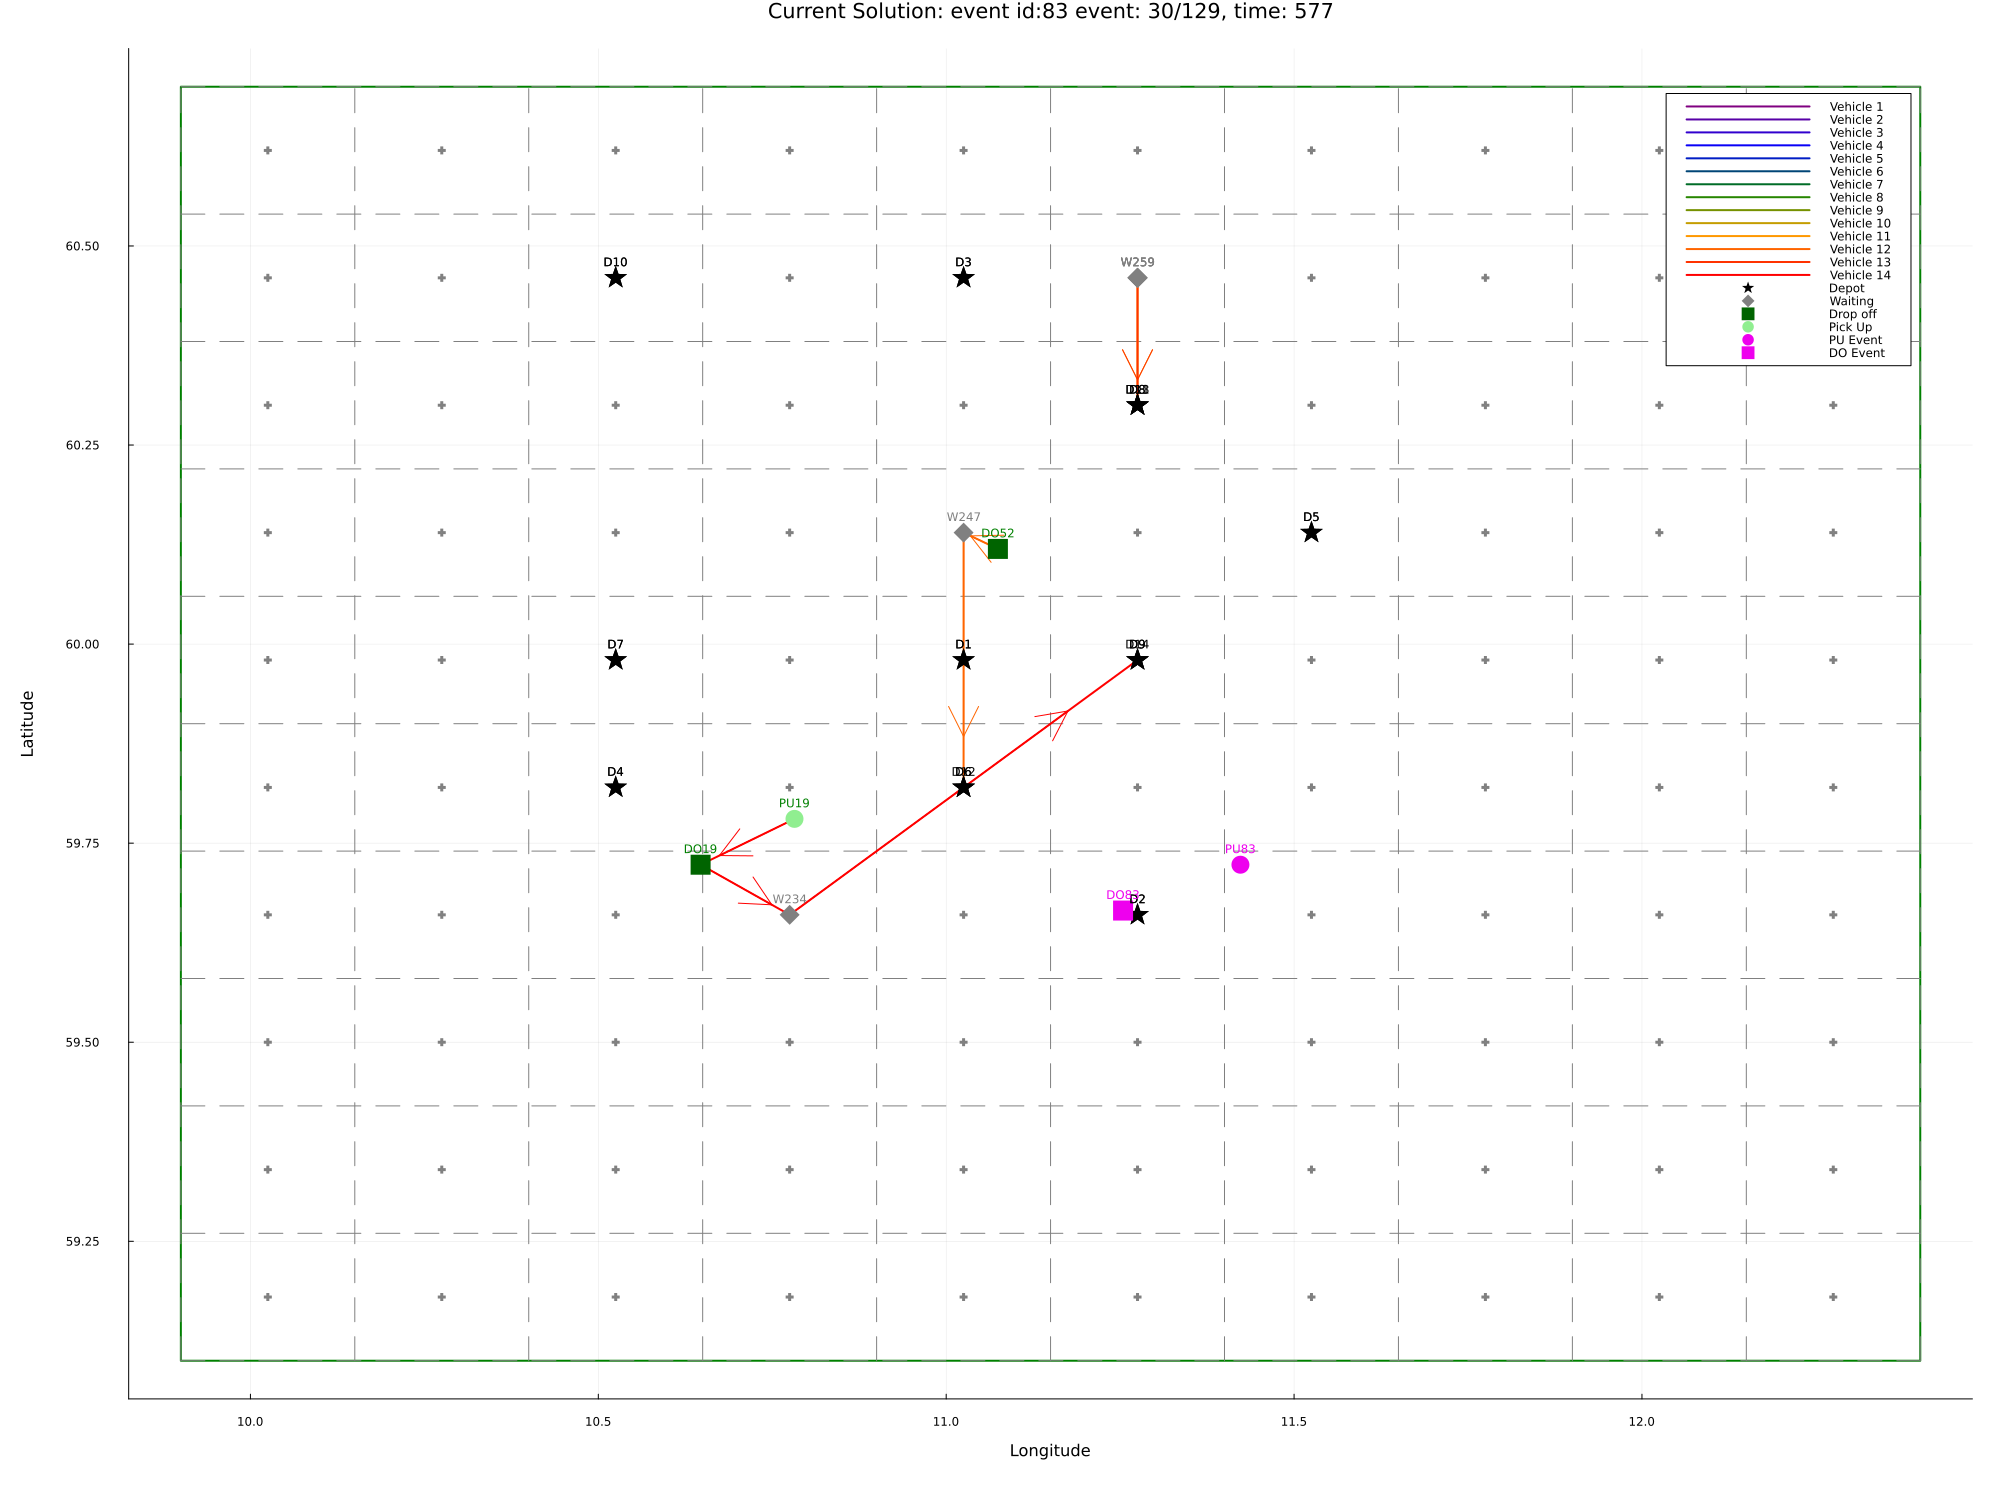 Current Solution: event id:83 event: 30/129, time: 577
Vehicle 1
Vehicle 2
Vehicle 3
Vehicle 4
Vehicle 5
Vehicle 6
Vehicle 7
Vehicle 8
Vehicle 9
Vehicle 10
Vehicle 11
Vehicle 12
Vehicle 13
Vehicle 14
Depot
Waiting
Drop off
Pick Up
PU Event
DO Event
60.50
D10
D3
W259
60.25
W247
DO52
D5
60.00
D7
D1
D9
Latitude
D4
D6
PU19
59.75
DO19
PU83
W234
DO83
D2
59.50
59.25
10.0
10.5
11.0
11.5
12.0
Longitude